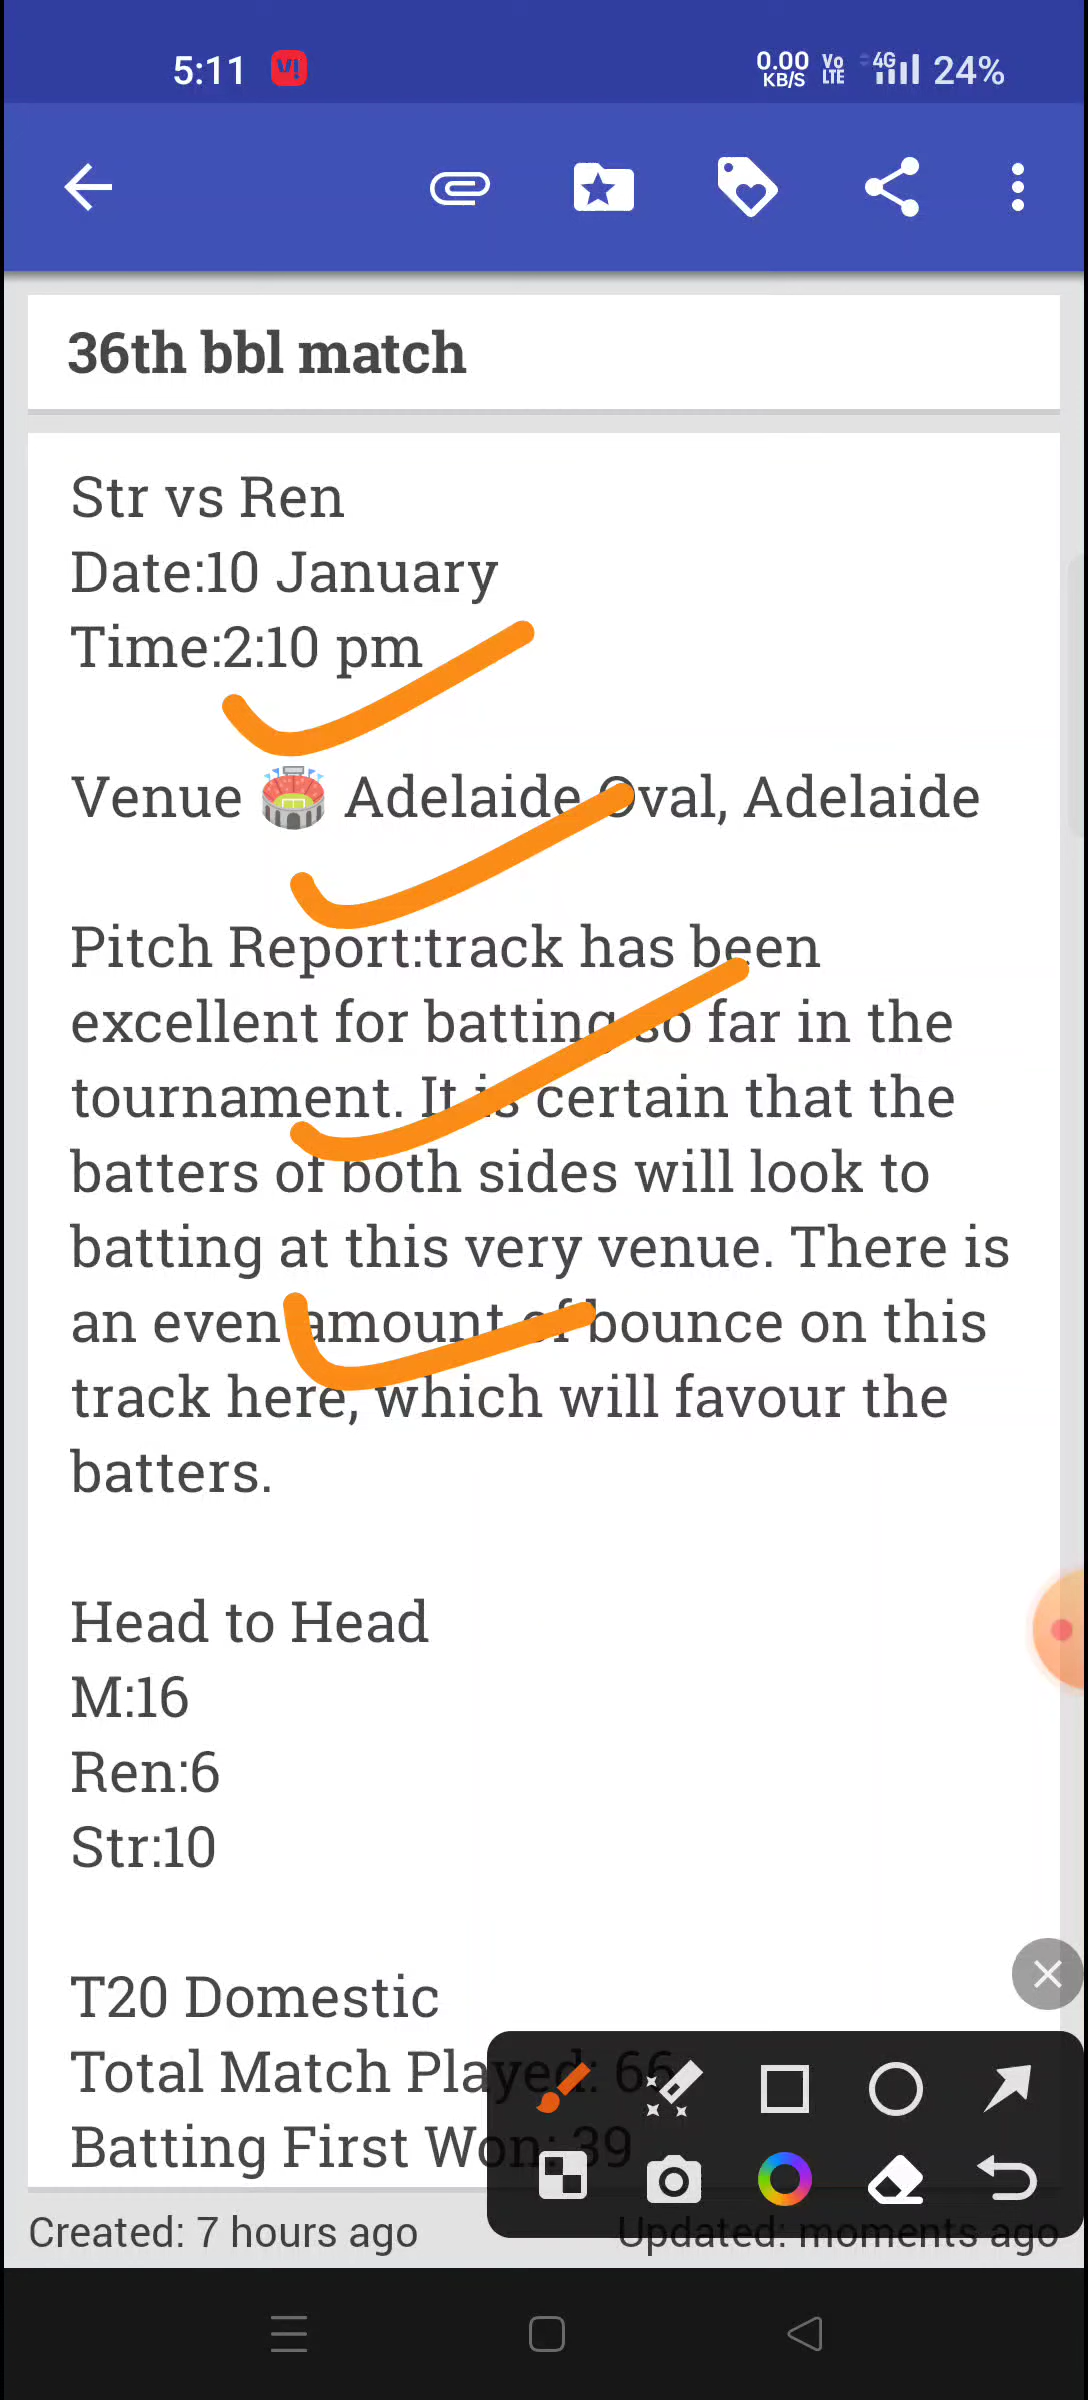 5:11
0.00 KB/S Vo LTE 4G 24%
36th bbl match
Str vs Ren
Date:10 January
Time:2:10 pm
Venue 🏟️ Adelaide Oval, Adelaide
Pitch Report:track has been
excellent for batting so far in the
tournament. It is certain that the
batters of both sides will look to
batting at this very venue. There is
an even amount of bounce on this
track here, which will favour the
batters.
Head to Head
M:16
Ren:6
Str:10
T20 Domestic
Total Match Played: 66
Batting First Won: 39
Created: 7 hours ago
Updated: moments ago